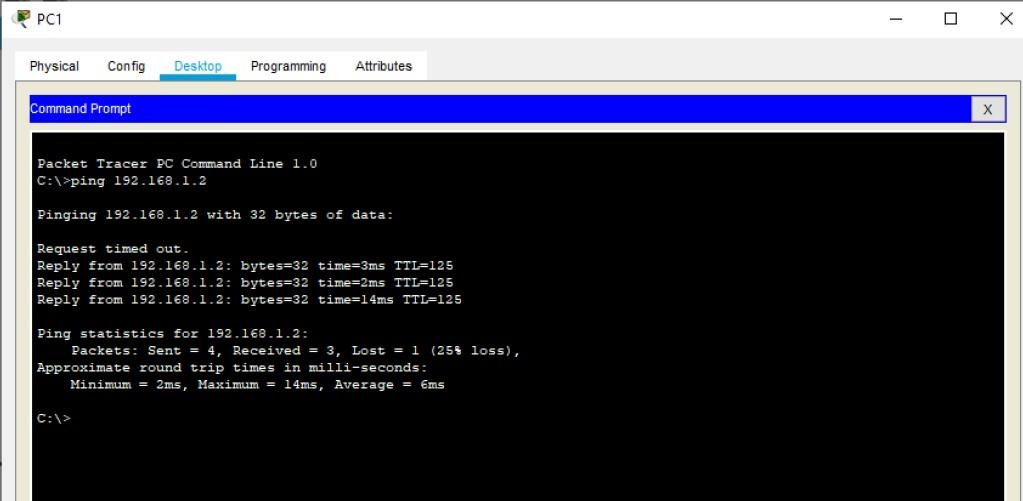 PC1
Physical Config Desktop Programming Attributes
Command Prompt
X
Packet Tracer PC Command Line 1.0
C:\>ping 192.168.1.2
Pinging 192.168.1.2 with 32 bytes of data:
Request timed out.
Reply from 192.168.1.2: bytes=32 time=3ms TTL=125
Reply from 192.168.1.2: bytes=32 time=2ms TTL=125
Reply from 192.168.1.2: bytes=32 time=14ms TTL=125
Ping statistics for 192.168.1.2:
Packets: Sent = 4, Received = 3, Lost = 1 (25% loss),
Approximate round trip times in milli-seconds:
Minimum = 2ms, Maximum = 14ms, Average = 6ms
C:\>